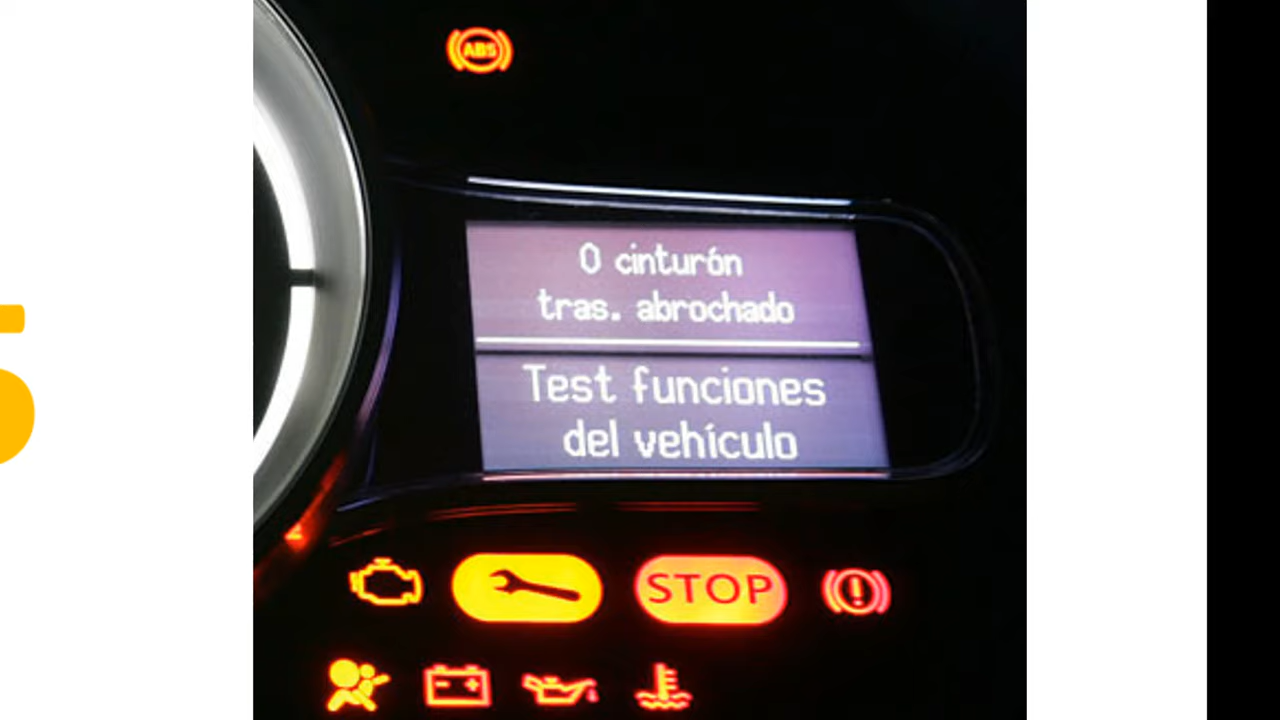 ABS
0 cinturón
tras. abrochado
Test funciones
del vehículo
STOP